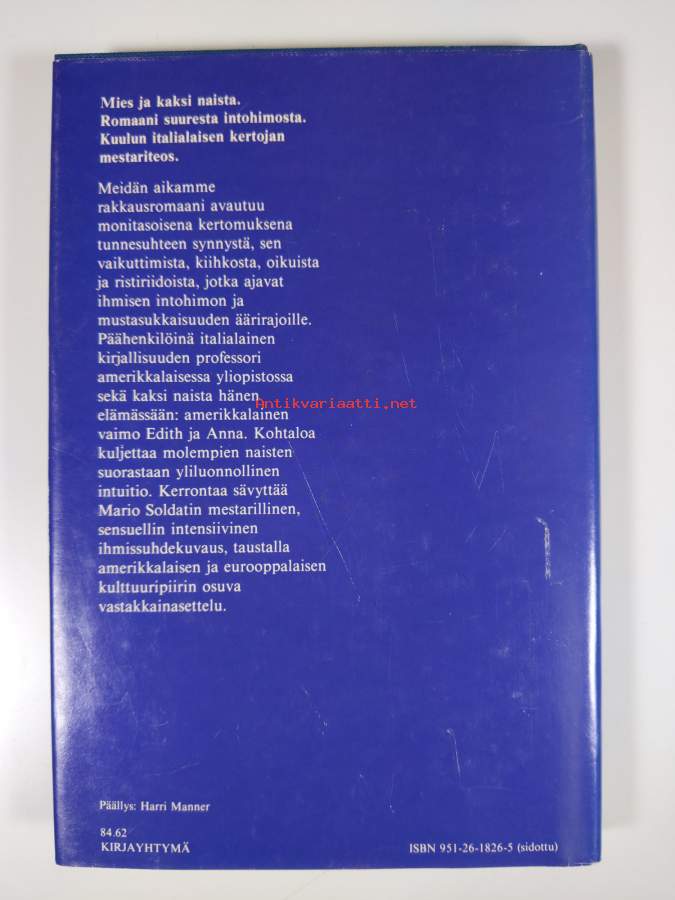 Mies ja kaksi naista.
Romaani suuresta intohimosta.
Kuulun italialaisen kertojan
mestariteos.
Meidän aikamme
rakkausromaani avautuu
monitasoisena kertomuksena
tunnesuhteen synnystä, sen
vaikuttimista, kiihkosta, oikuista
ja ristiriidoista, jotka ajavat
ihmisen intohimon ja
mustasukkaisuuden äärirajoille.
Päähenkilöinä italialainen
kirjallisuuden professori
amerikkalaisessa yliopistossa
sekä kaksi naista hänen
Antikvariaatti.net
elämässään: amerikkalainen
vaimo Edith ja Anna. Kohtaloa
kuljettaa molempien naisten
suorastaan yliluonnollinen
intuitio. Kerrontaa sävyttää
Mario Soldatin mestarillinen,
sensuellin intensiivinen
ihmissuhdekuvaus, taustalla
amerikkalaisen ja eurooppalaisen
kulttuuripiirin osuva
vastakkainasettelu.
Päällys: Harri Manner
84.62
KIRJAYHTYMÄ
ISBN 951-26-1826-5 (sidottu)